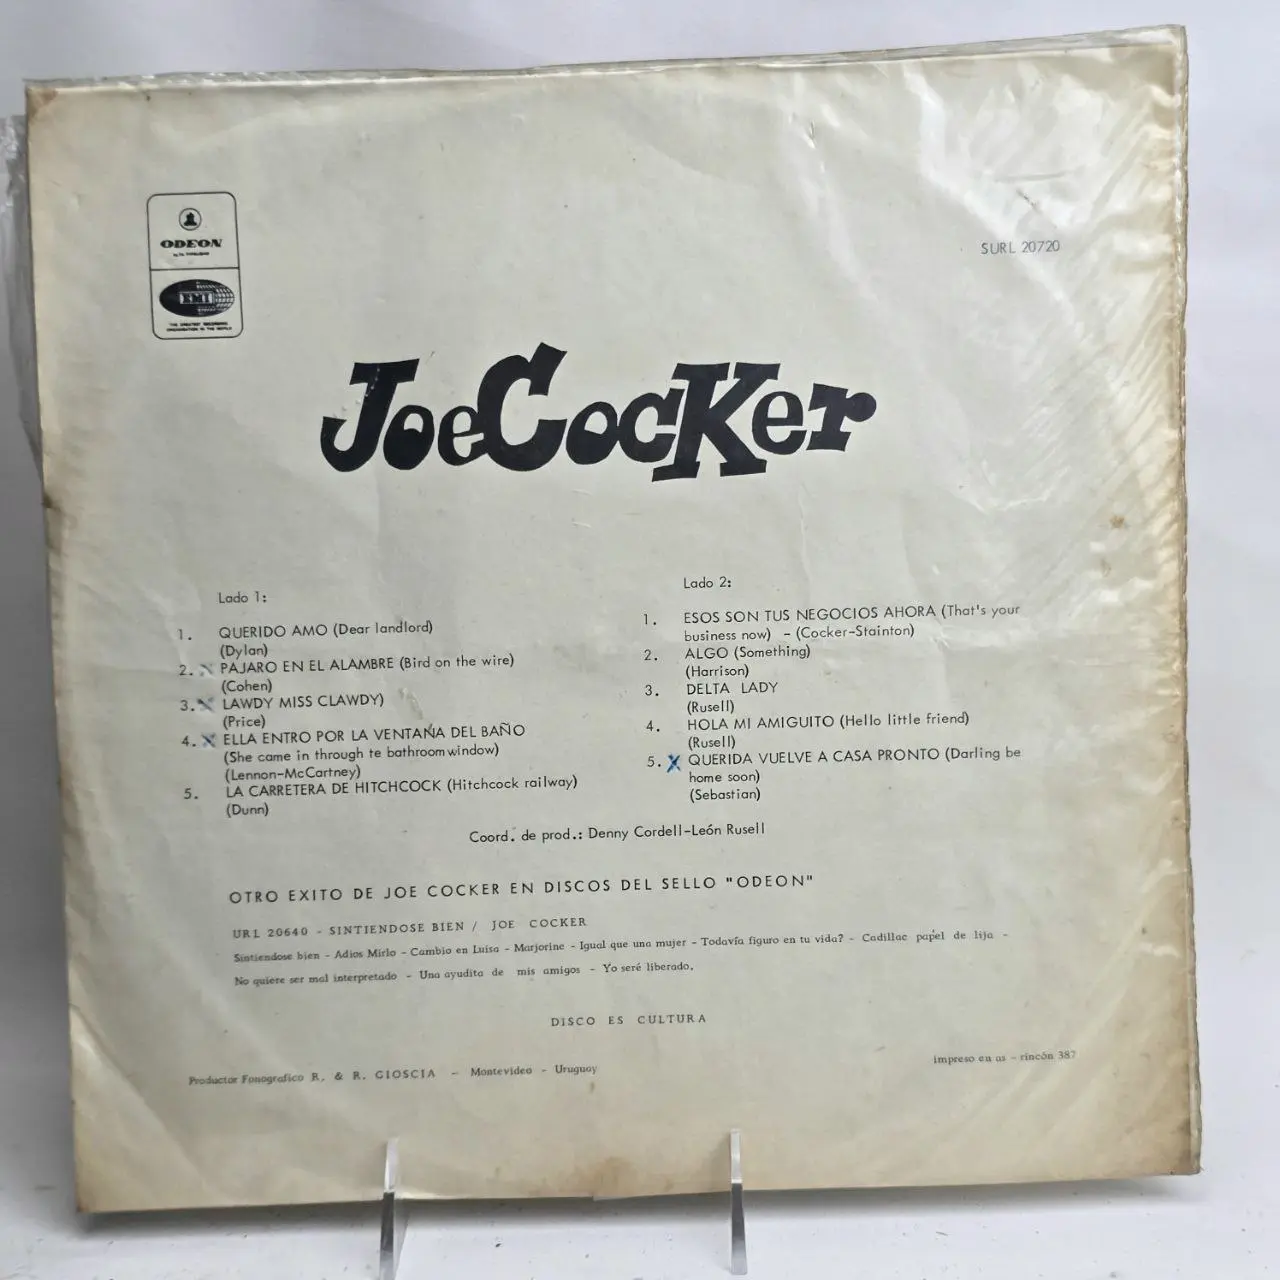 ODEON
EMI
THE GREATEST RECORDING
ORGANISATION IN THE WORLD
SURL 20720
JoeCocKer
Lado 1:
1. QUERIDO AMO (Dear landlord)
(Dylan)
2. X PAJARO EN EL ALAMBRE (Bird on the wire)
(Cohen)
3. X LAWDY MISS CLAWDY)
(Price)
4. X ELLA ENTRO POR LA VENTAÑA DEL BAÑO
(She came in through te bathroom window)
(Lennon-McCartney)
5. LA CARRETERA DE HITCHCOCK (Hitchcock railway)
(Dunn)
Lado 2:
1. ESOS SON TUS NEGOCIOS AHORA (That's your
business now) - (Cocker-Stainton)
2. ALGO (Something)
(Harrison)
3. DELTA LADY
(Rusell)
4. HOLA MI AMIGUITO (Hello little friend)
(Rusell)
5. X QUERIDA VUELVE A CASA PRONTO (Darling be
home soon)
(Sebastian)
Coord. de prod.: Denny Cordell-León Rusell
OTRO EXITO DE JOE COCKER EN DISCOS DEL SELLO "ODEON"
URL 20640 - SINTIENDOSE BIEN / JOE COCKER
Sintiendose bien - Adios Mirlo - Cambio en Luisa - Marjorine - Igual que una mujer - Todavía figuro en tu vida? - Cadillac papel de lija -
No quiere ser mal interpretado - Una ayudita de mis amigos - Yo seré liberado.
DISCO ES CULTURA
Productor Fonografico R. & R. GIOSCIA - Montevideo - Uruguay
impreso en as - rincón 387